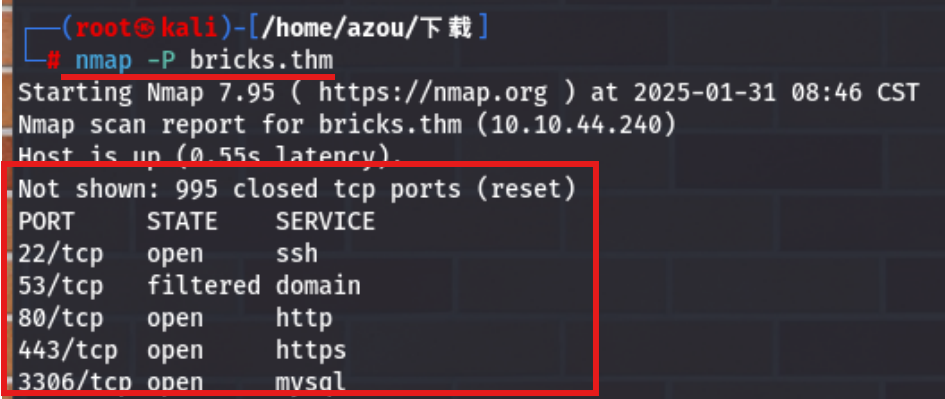 ┌──(root㉿kali)-[/home/azou/下载]
└─# nmap -P bricks.thm
Starting Nmap 7.95 ( https://nmap.org ) at 2025-01-31 08:46 CST
Nmap scan report for bricks.thm (10.10.44.240)
Host is up (0.55s latency).
Not shown: 995 closed tcp ports (reset)
PORT     STATE    SERVICE
22/tcp   open     ssh
53/tcp   filtered domain
80/tcp   open     http
443/tcp  open     https
3306/tcp open     mysql